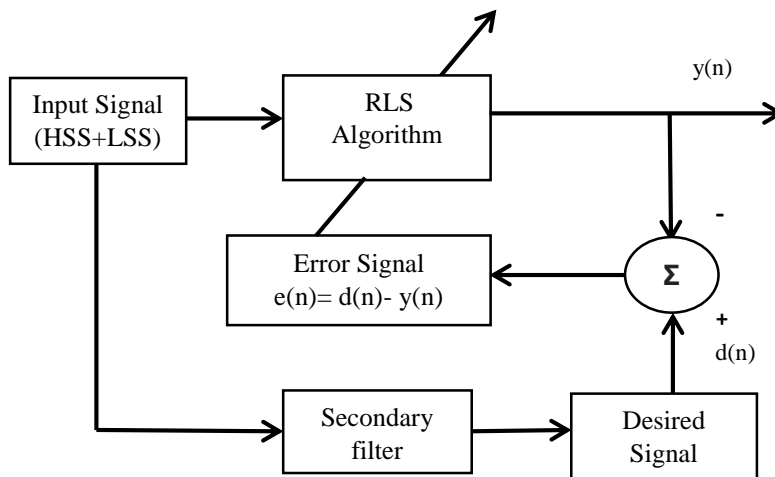 y(n)
Input Signal
(HSS+LSS)
RLS
Algorithm
-
Error Signal
e(n)= d(n)- y(n)
Σ
+
d(n)
Secondary
filter
Desired
Signal